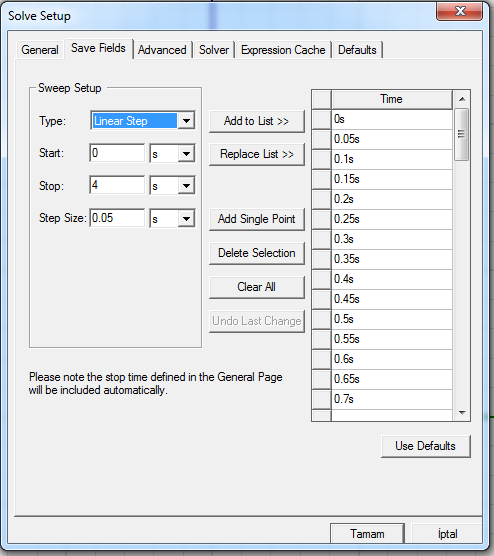 Solve Setup
General Save Fields Advanced Solver Expression Cache Defaults
Sweep Setup
Type: Linear Step
Start: 0 s
Stop: 4 s
Step Size: 0.05 s
Add to List >>
Replace List >>
Add Single Point
Delete Selection
Clear All
Undo Last Change
Please note the stop time defined in the General Page
will be included automatically.
Time
0s
0.05s
0.1s
0.15s
0.2s
0.25s
0.3s
0.35s
0.4s
0.45s
0.5s
0.55s
0.6s
0.65s
0.7s
Use Defaults
Tamam İptal